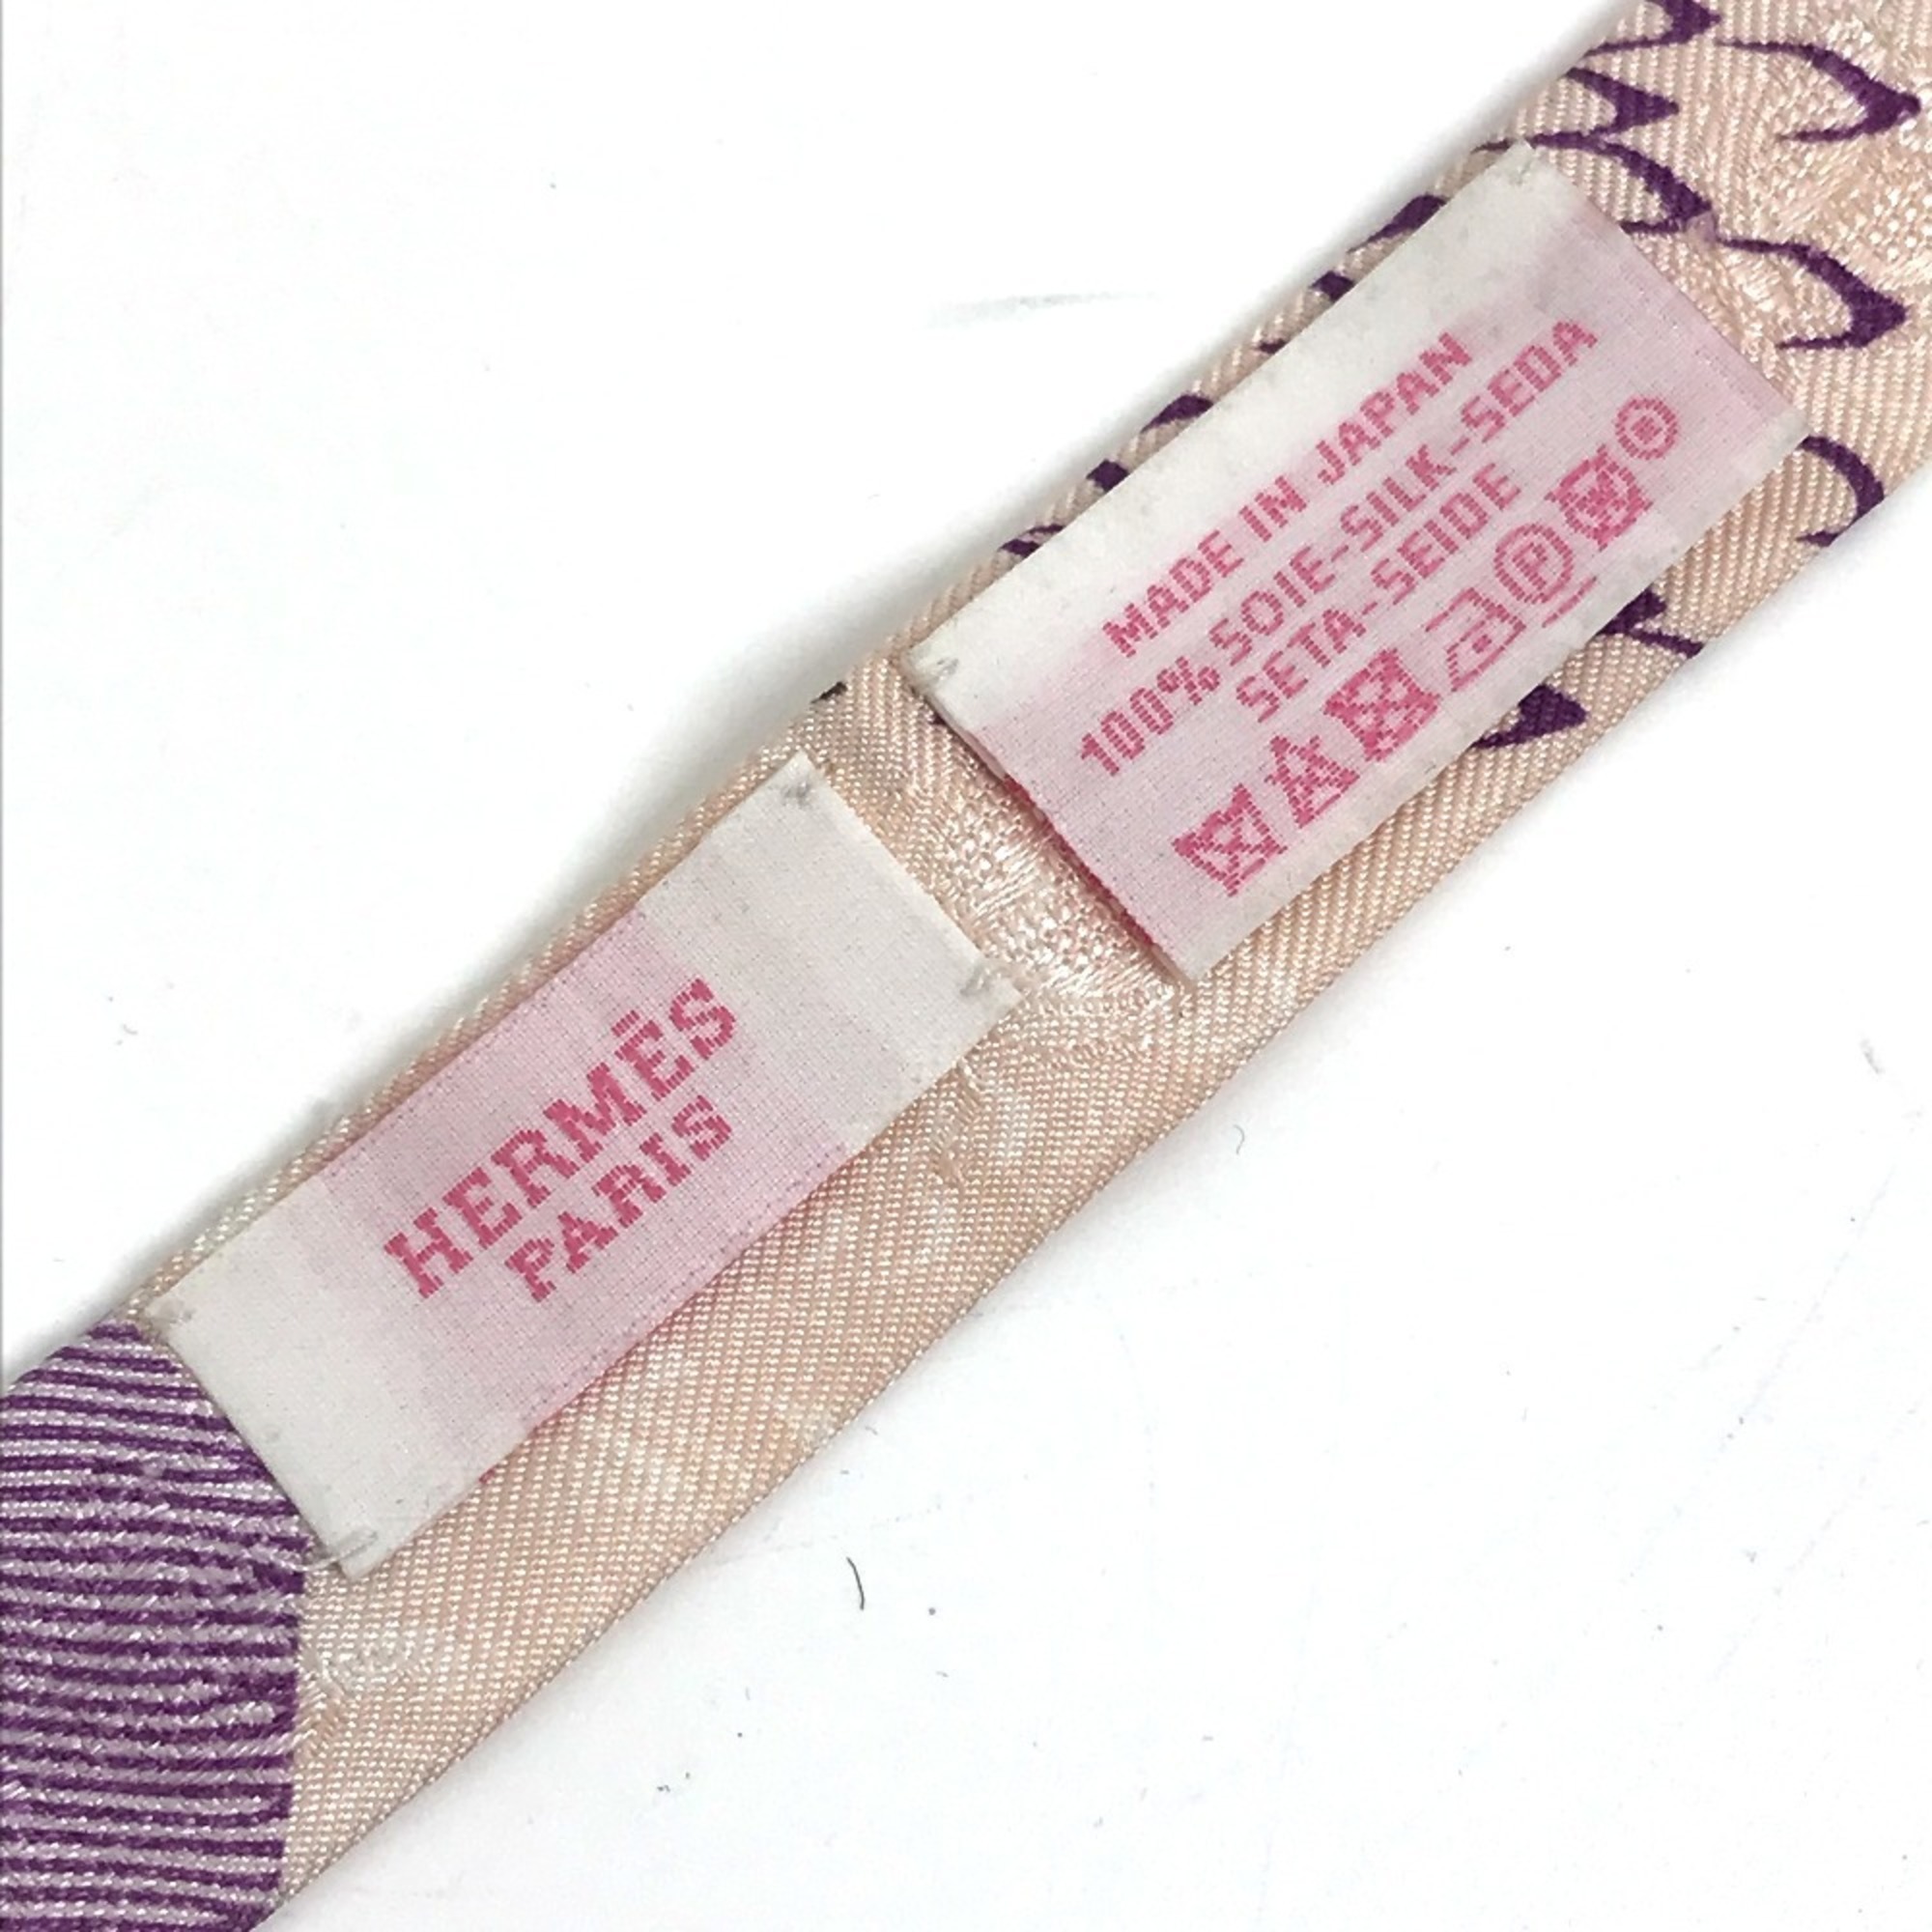 MADE IN JAPAN
100% SOIE-SILK-SEDA
SETA-SEIDE
P W
HERMÈS
PARIS